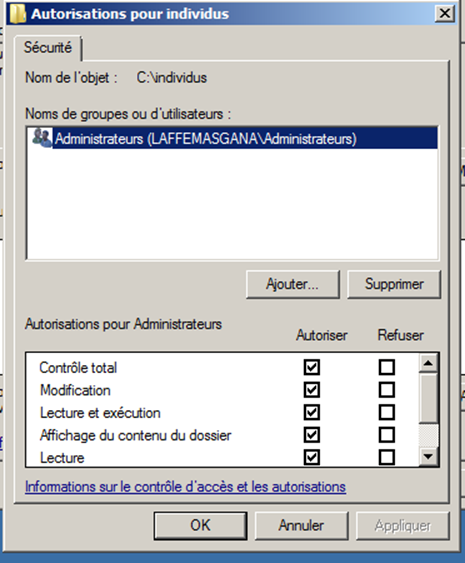 Autorisations pour individus
Sécurité
Nom de l'objet : C:\individus
Noms de groupes ou d'utilisateurs :
Administrateurs (LAFFEMASGANA\Administrateurs)
Ajouter... Supprimer
Autorisations pour Administrateurs Autoriser Refuser
Contrôle total
Modification
Lecture et exécution
Affichage du contenu du dossier
Lecture
Informations sur le contrôle d'accès et les autorisations
OK Annuler Appliquer